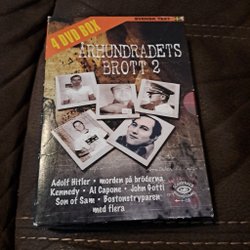 SVENSK TEXT
4 DVD BOX
ÅRHUNDRADETS
BROTT 2
Adolf Hitler • morden på bröderna
Kennedy • Al Capone • John Gotti
Son of Sam • Bostonstryparen
med flera